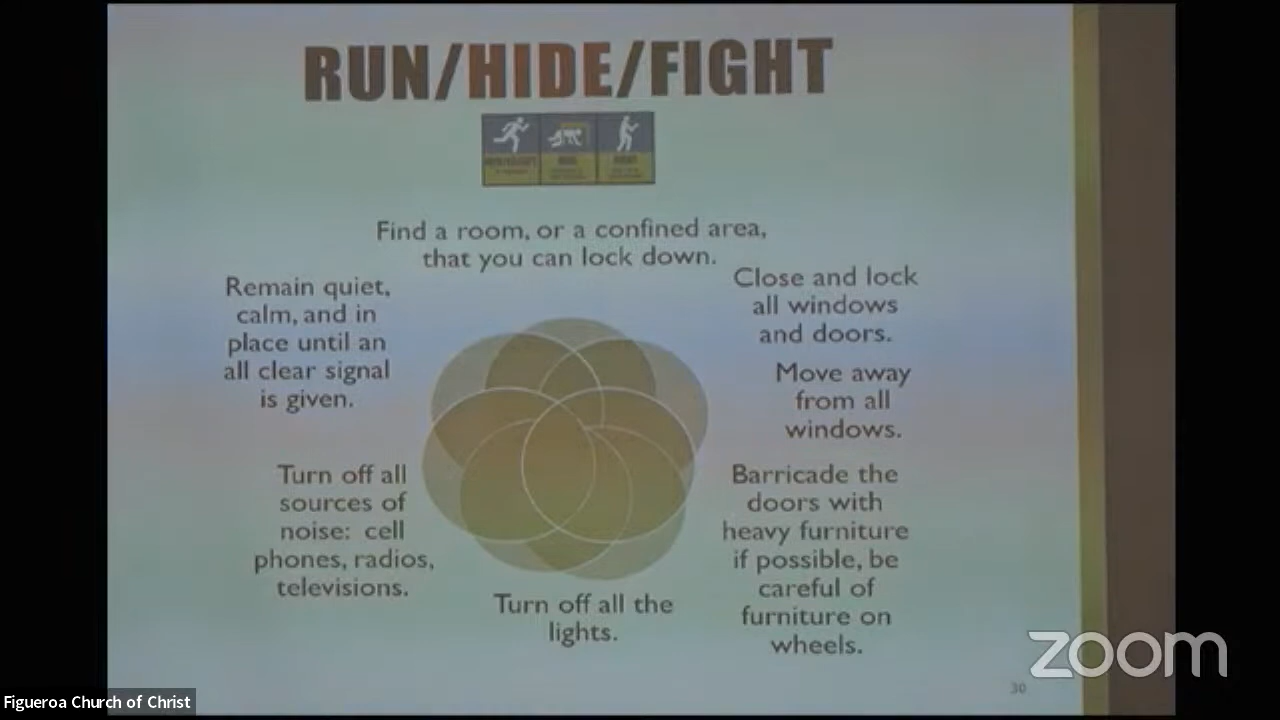 RUN/HIDE/FIGHT
Find a room, or a confined area,
that you can lock down.
Close and lock
all windows
and doors.
Move away
from all
windows.
Barricade the
doors with
heavy furniture
if possible, be
careful of
furniture on
wheels.
Turn off all the
lights.
Turn off all
sources of
noise: cell
phones, radios,
televisions.
Remain quiet,
calm, and in
place until an
all clear signal
is given.
30
zoom
Figueroa Church of Christ